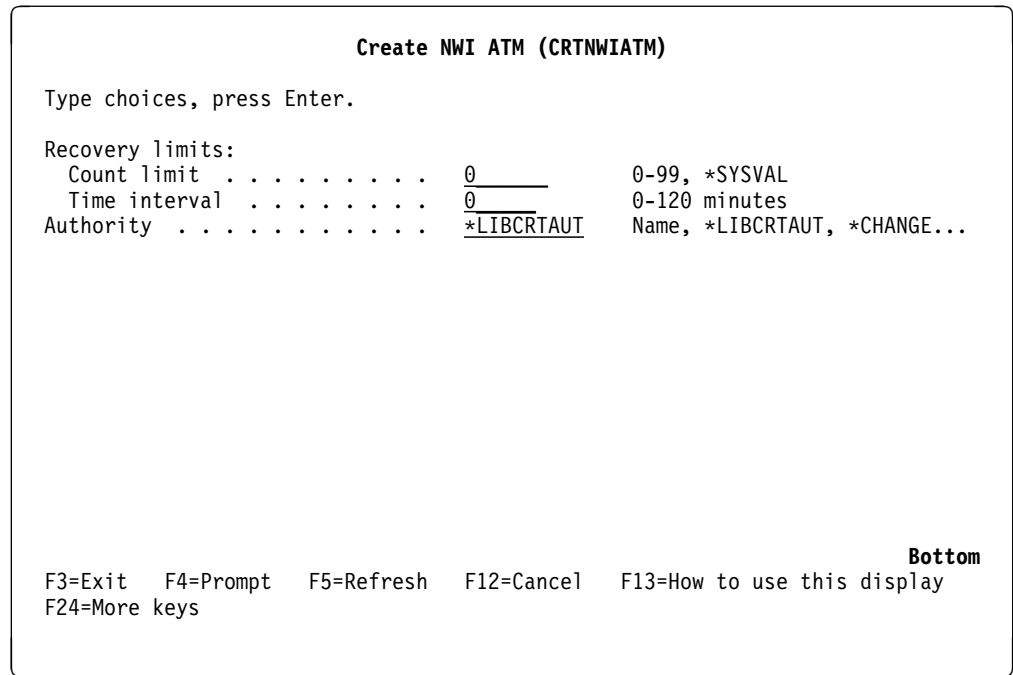 Create NWI ATM (CRTNWIATM)
Type choices, press Enter.
Recovery limits:
Count limit . . . . . . . . . 0______ 0-99, *SYSVAL
Time interval . . . . . . . . 0_____ 0-120 minutes
Authority . . . . . . . . . . . *LIBCRTAUT Name, *LIBCRTAUT, *CHANGE...
Bottom
F3=Exit F4=Prompt F5=Refresh F12=Cancel F13=How to use this display
F24=More keys